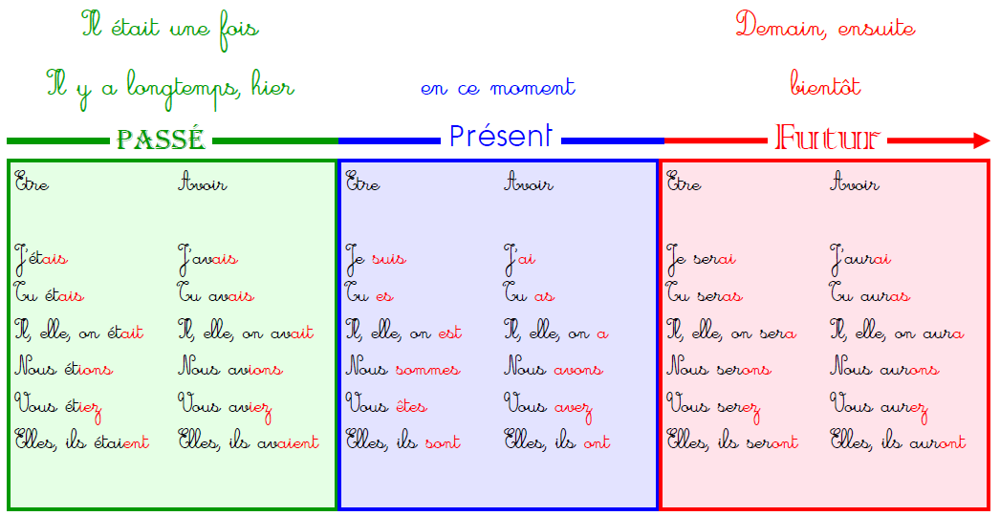 Il était une fois Demain, ensuite
Il y a longtemps, hier en ce moment bientôt
PASSÉ Présent Futur
Etre Avoir Etre Avoir Etre Avoir
J'étais J'avais Je suis J'ai Je serai J'aurai
Tu étais Tu avais Tu es Tu as Tu seras Tu auras
Il, elle, on était Il, elle, on avait Il, elle, on est Il, elle, on a Il, elle, on sera Il, elle, on aura
Nous étions Nous avions Nous sommes Nous avons Nous serons Nous aurons
Vous étiez Vous aviez Vous êtes Vous avez Vous serez Vous aurez
Elles, ils étaient Elles, ils avaient Elles, ils sont Elles, ils ont Elles, ils seront Elles, ils auront